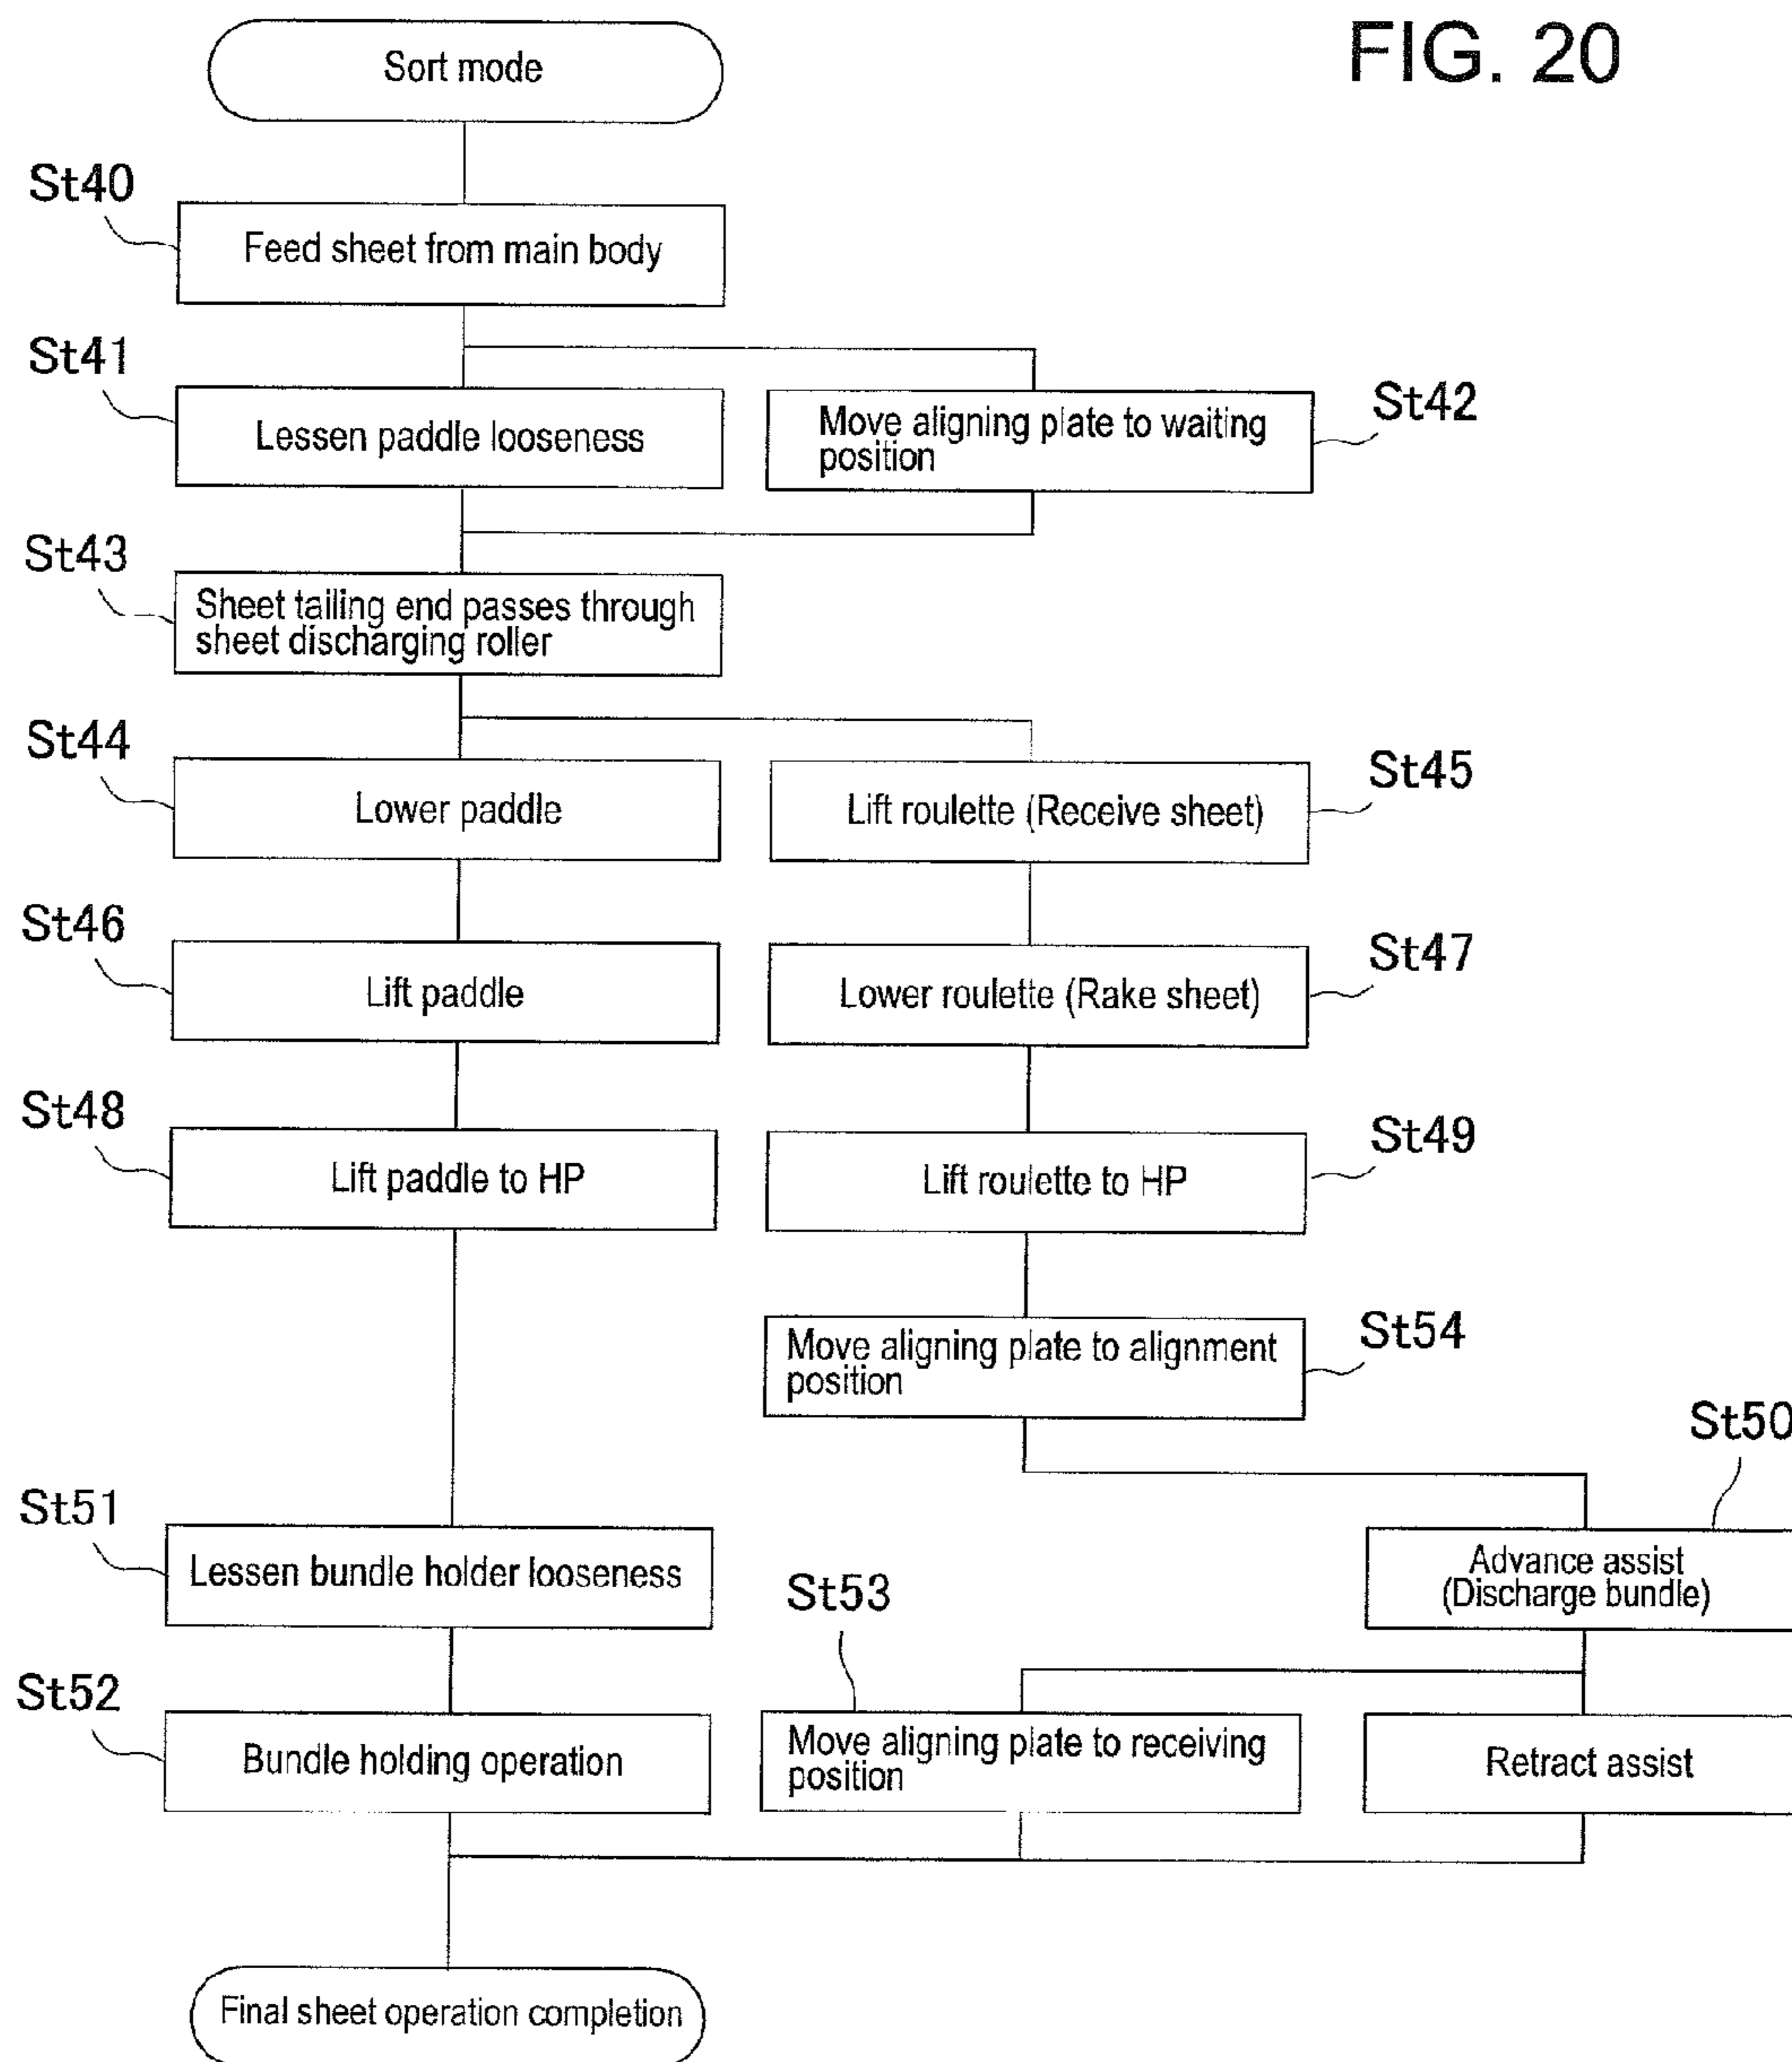 FIG. 20
Sort mode
St40
Feed sheet from main body
St41
Lessen paddle looseness
Move aligning plate to waiting
position
St42
St43
Sheet tailing end passes through
sheet discharging roller
St44
Lower paddle
Lift roulette (Receive sheet)
St45
St46
Lift paddle
Lower roulette (Rake sheet)
St47
St48
Lift paddle to HP
Lift roulette to HP
St49
Move aligning plate to alignment
position
St54
St50
St51
Lessen bundle holder looseness
Advance assist
(Discharge bundle)
St53
St52
Bundle holding operation
Move aligning plate to receiving
position
Retract assist
Final sheet operation completion